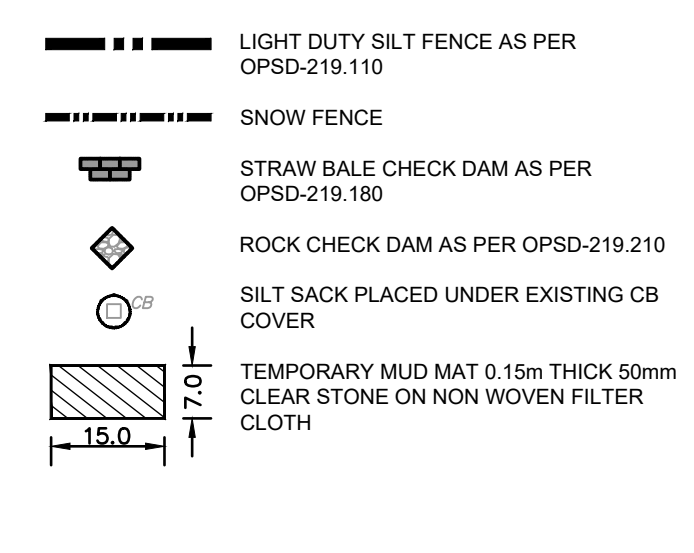 LIGHT DUTY SILT FENCE AS PER
OPSD-219.110
SNOW FENCE
STRAW BALE CHECK DAM AS PER
OPSD-219.180
ROCK CHECK DAM AS PER OPSD-219.210
CB
SILT SACK PLACED UNDER EXISTING CB
COVER
7.0
15.0
TEMPORARY MUD MAT 0.15m THICK 50mm
CLEAR STONE ON NON WOVEN FILTER
CLOTH